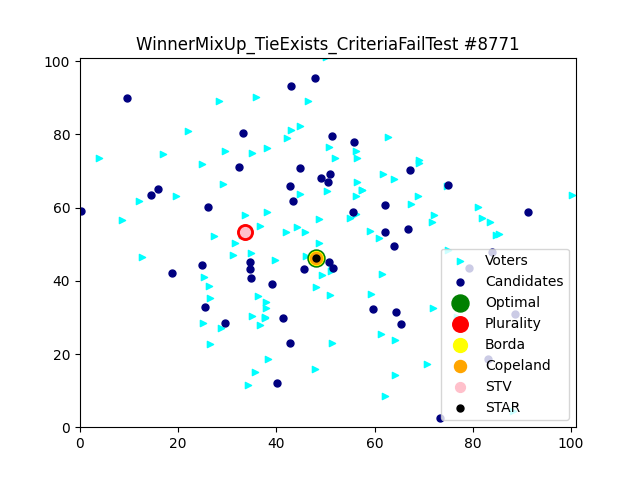 WinnerMixUp_TieExists_CriteriaFailTest #8771
100
80
60
40
20
0
0
20
40
60
80
100
Voters
Candidates
Optimal
Plurality
Borda
Copeland
STV
STAR